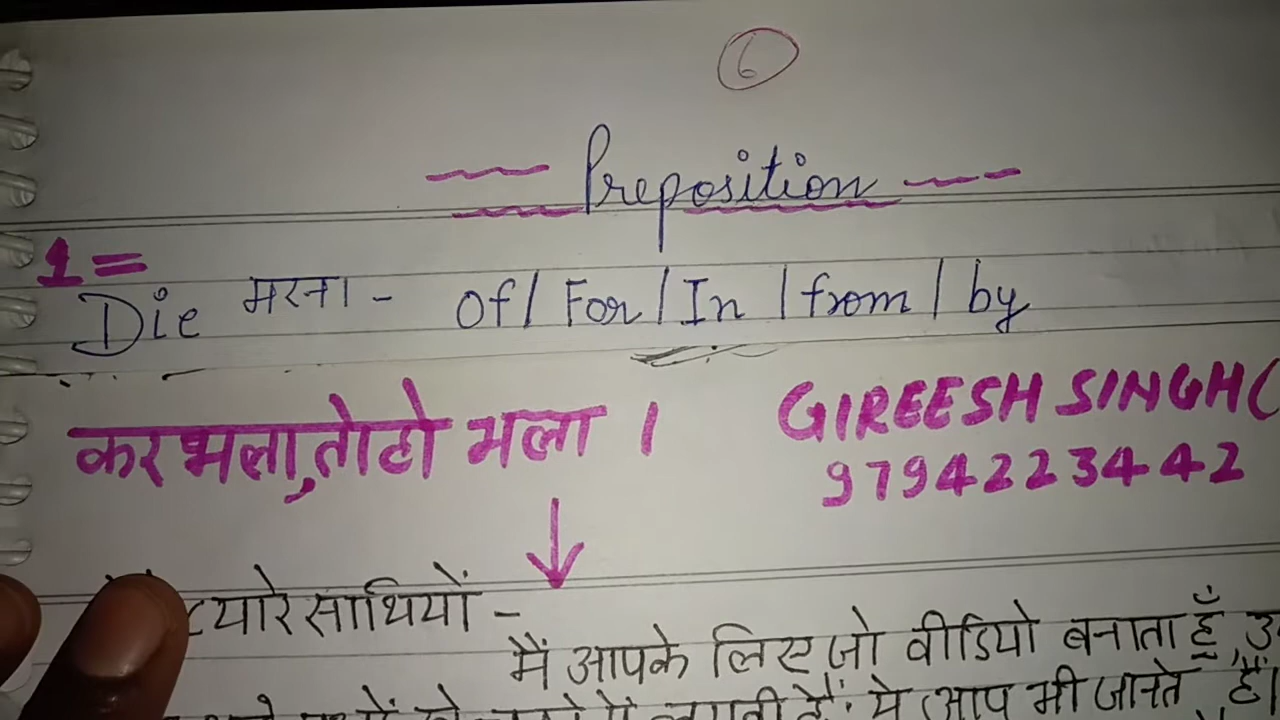 6
Preposition
1=
Die मरना - Of/ For/ In / from / by
कर भला, तो टो भला ।
GIREESH SINGH (
9794223442
प्यारे साथियों -
मैं आपके लिए जो वीडियो बनाता हूँ,
में लगती हैं; ये आप भी जानते हैं।